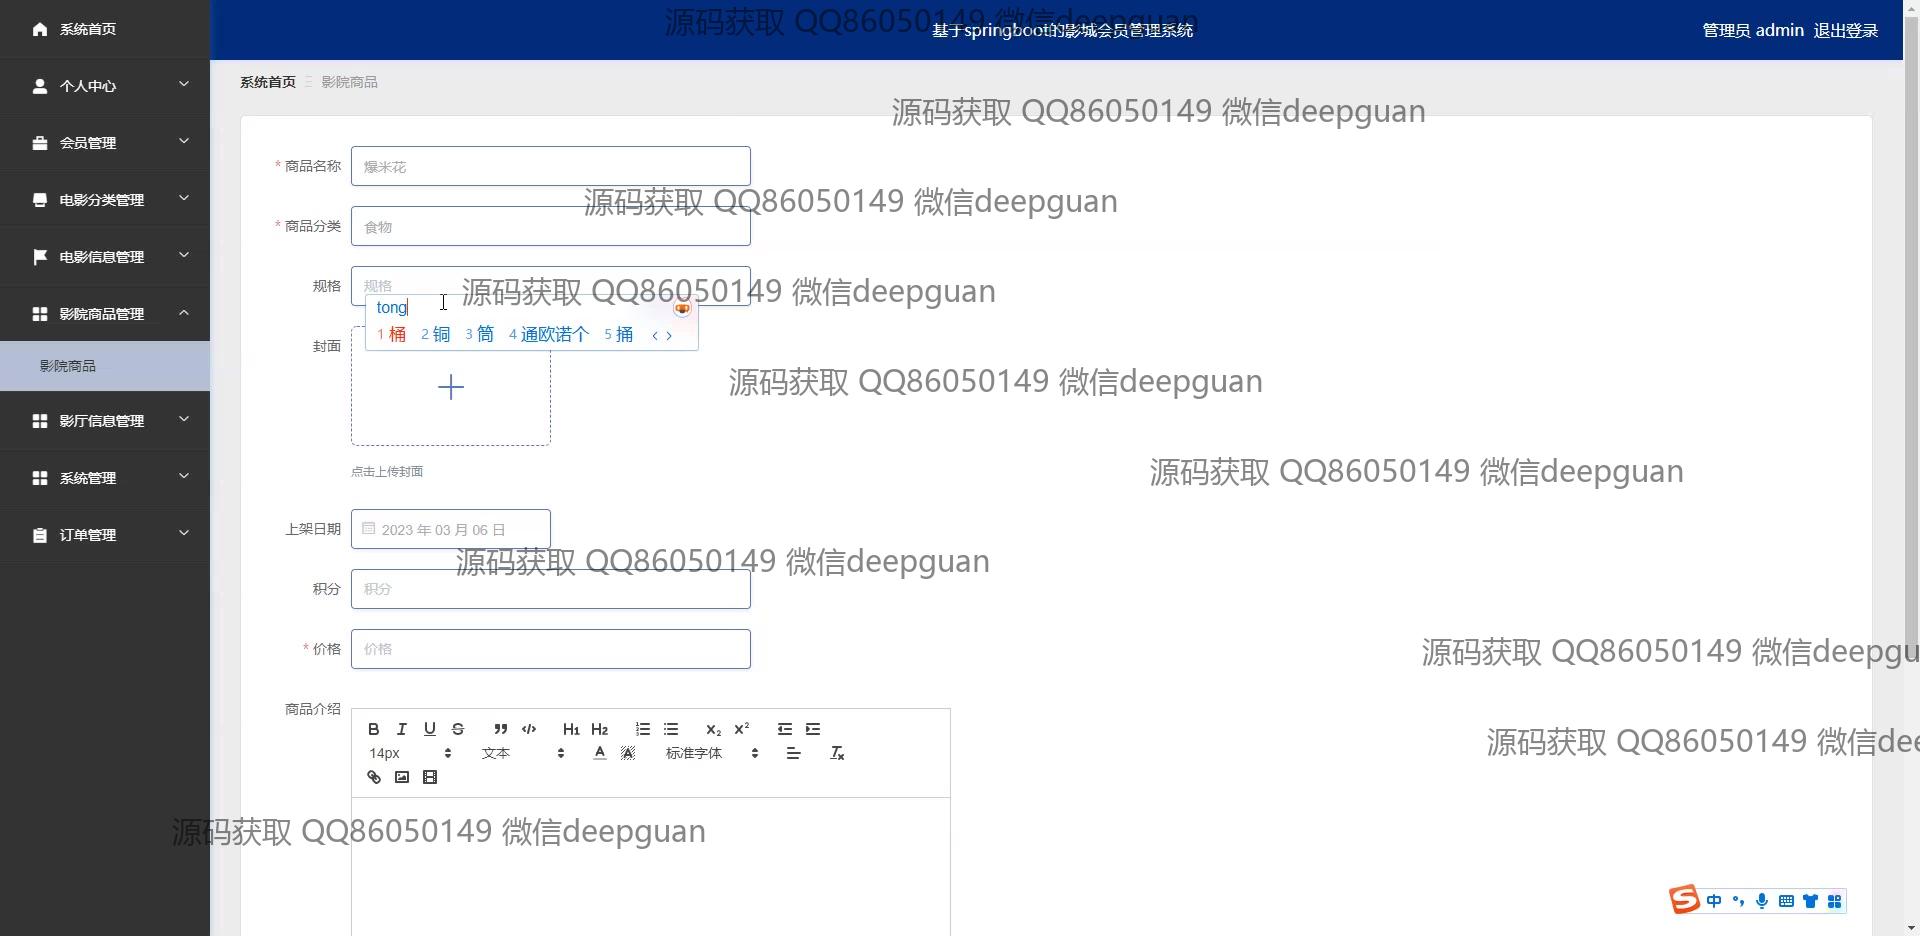 系统首页
个人中心
会员管理
电影分类管理
电影信息管理
影院商品管理
影院商品
影厅信息管理
系统管理
订单管理
源码获取 QQ86050149 微信deepguan
基于springboot的影城会员管理系统
管理员 admin 退出登录
系统首页 影院商品
源码获取 QQ86050149 微信deepguan
* 商品名称 爆米花
源码获取 QQ86050149 微信deepguan
* 商品分类 食物
规格 规格
源码获取 QQ86050149 微信deepguan
tong
1 桶 2 铜 3 筒 4 通欧诺个 5 捅
封面
源码获取 QQ86050149 微信deepguan
点击上传封面
源码获取 QQ86050149 微信deepguan
上架日期 2023 年 03 月 06 日
源码获取 QQ86050149 微信deepguan
积分 积分
* 价格 价格
源码获取 QQ86050149 微信deepgu
商品介绍
B I U S H1 H2 x₂ x²
14px 文本 A A 标准字体 Tx
源码获取 QQ86050149 微信dee
源码获取 QQ86050149 微信deepguan
S 中